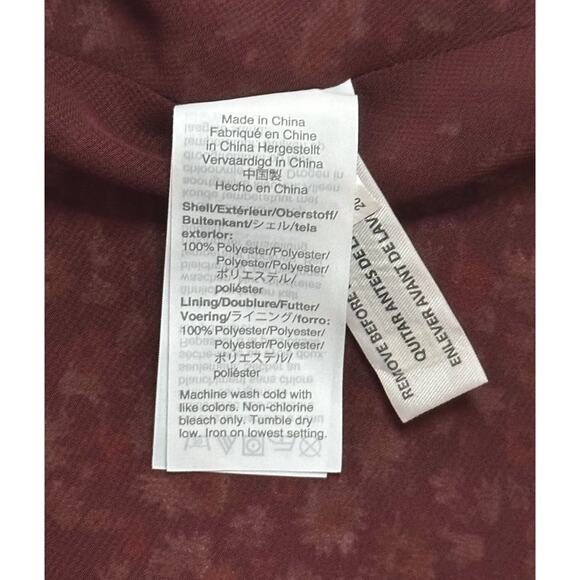 Made in China
Fabriqué en Chine
in China Hergestellt
Vervaardigd in China
中国製
Hecho en China
Shell/Extérieur/Oberstoff/
Buitenkant/シェル/tela
exterior:
100% Polyester/Polyester/
Polyester/Polyester/
ポリエステル/
poliéster
Lining/Doublure/Futter/
Voering/ライニング/forro:
100% Polyester/Polyester/
Polyester/Polyester/
ポリエステル/
poliéster
Machine wash cold with
like colors. Non-chlorine
bleach only. Tumble dry
low. Iron on lowest setting.
REMOVE BEFORE
QUITAR ANTES DE
ENLEVER AVANT DE LAV